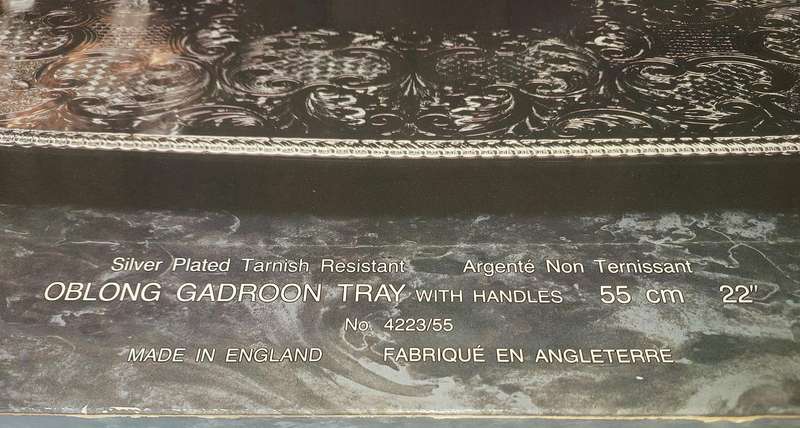 Silver Plated Tarnish Resistant Argenté Non Ternissant
OBLONG GADROON TRAY WITH HANDLES 55 cm 22"
No. 4223/55
MADE IN ENGLAND FABRIQUÉ EN ANGLETERRE